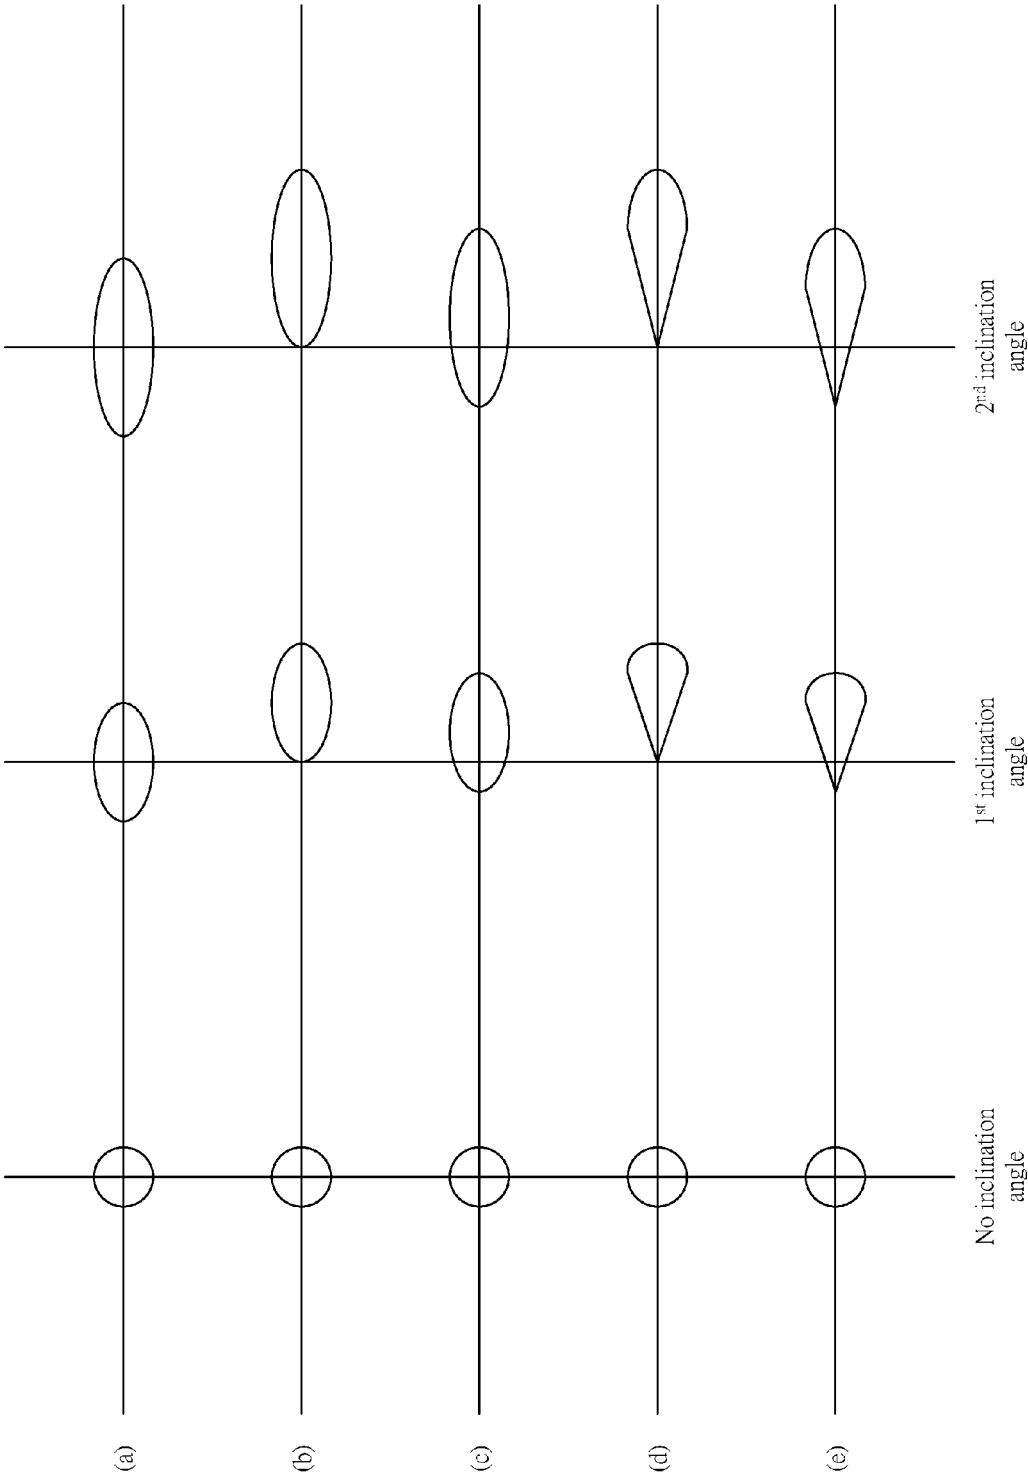 (a)
(b)
(c)
(d)
(e)
No inclination
angle
1st inclination
angle
2nd inclination
angle